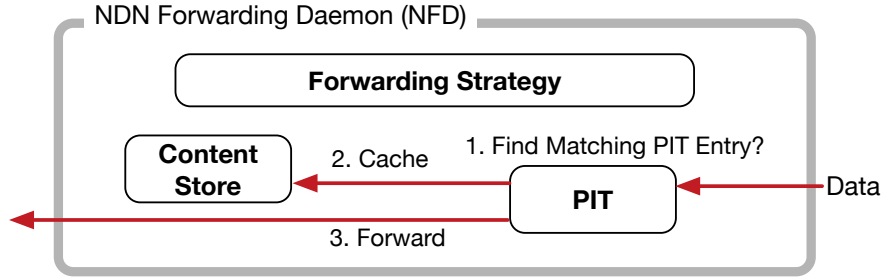 NDN Forwarding Daemon (NFD)
Forwarding Strategy
1. Find Matching PIT Entry?
Content
Store
2. Cache
PIT
Data
3. Forward